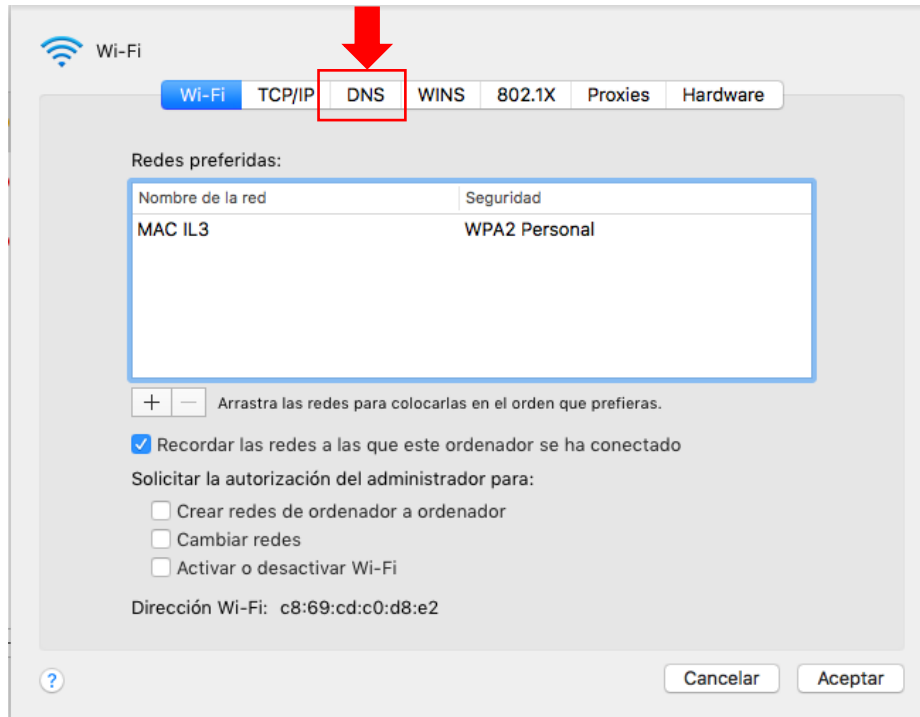 Wi-Fi
Wi-Fi TCP/IP DNS WINS 802.1X Proxies Hardware
Redes preferidas:
Nombre de la red Seguridad
MAC IL3 WPA2 Personal
+ − Arrastra las redes para colocarlas en el orden que prefieras.
Recordar las redes a las que este ordenador se ha conectado
Solicitar la autorización del administrador para:
Crear redes de ordenador a ordenador
Cambiar redes
Activar o desactivar Wi-Fi
Dirección Wi-Fi: c8:69:cd:c0:d8:e2
? Cancelar Aceptar